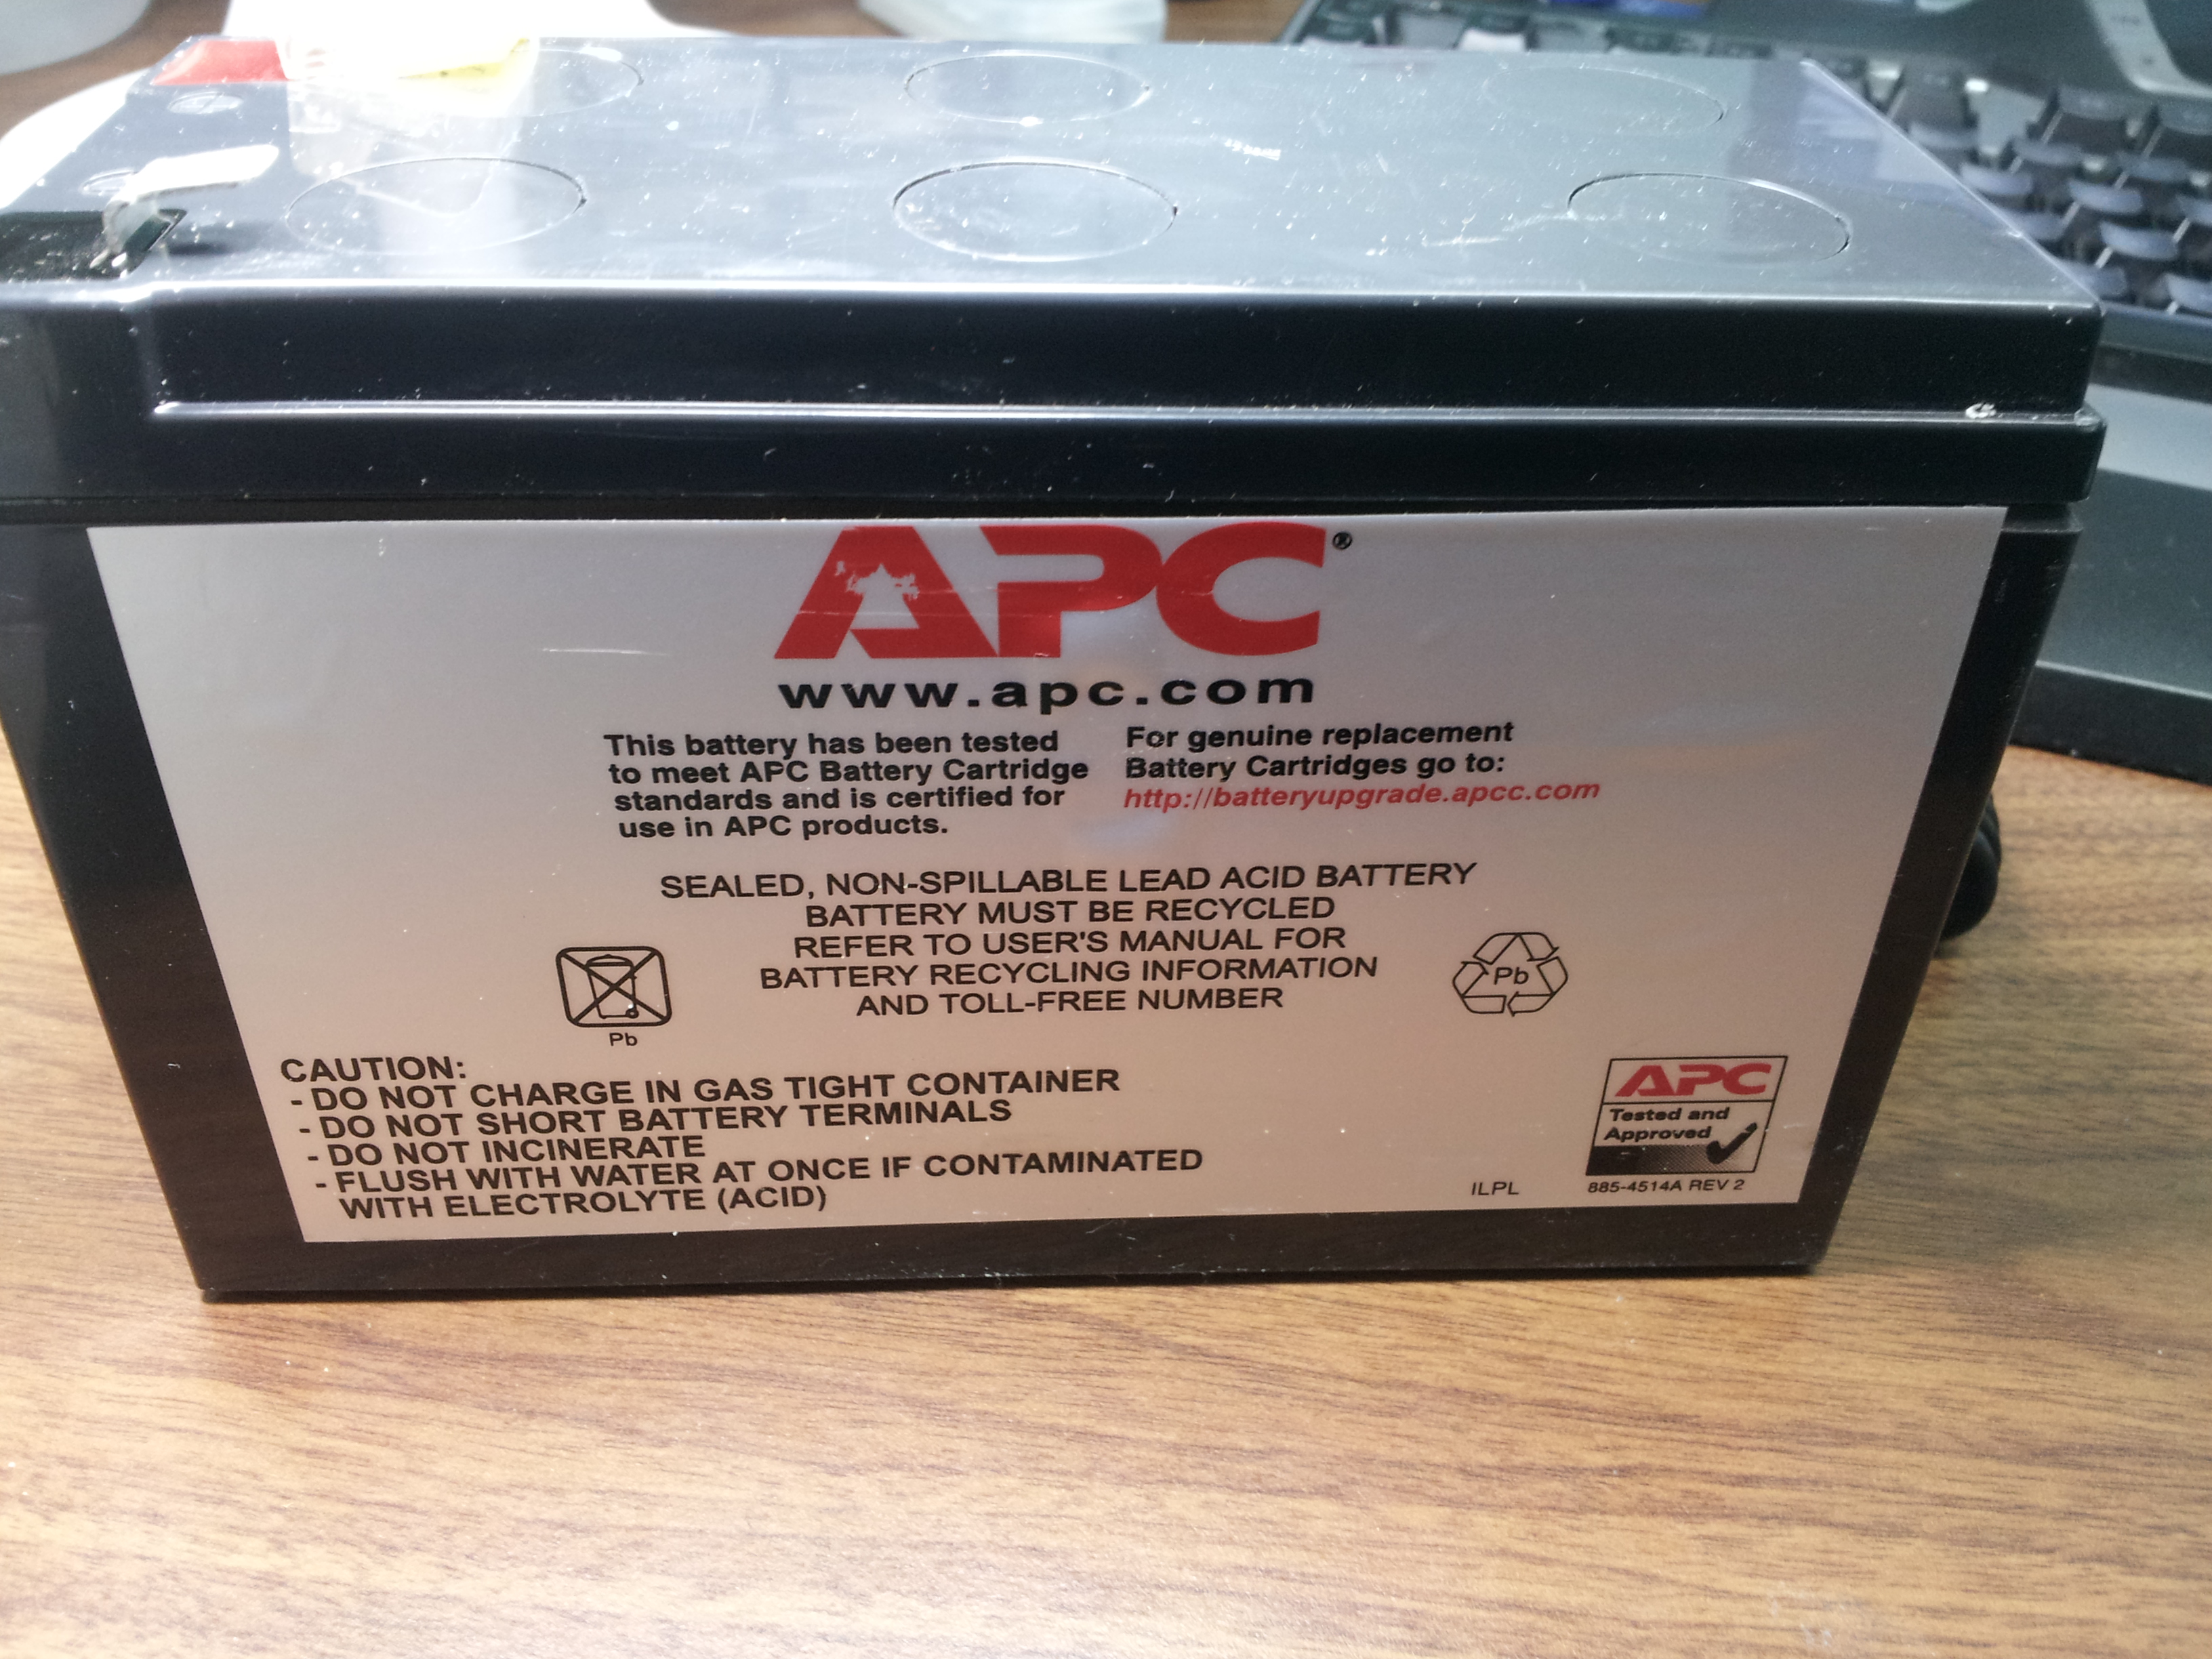 APC®
www.apc.com
This battery has been tested
to meet APC Battery Cartridge
standards and is certified for
use in APC products.
For genuine replacement
Battery Cartridges go to:
http://batteryupgrade.apcc.com
SEALED, NON-SPILLABLE LEAD ACID BATTERY
BATTERY MUST BE RECYCLED
REFER TO USER'S MANUAL FOR
BATTERY RECYCLING INFORMATION
AND TOLL-FREE NUMBER
Pb
Pb
CAUTION:
- DO NOT CHARGE IN GAS TIGHT CONTAINER
- DO NOT SHORT BATTERY TERMINALS
- DO NOT INCINERATE
- FLUSH WITH WATER AT ONCE IF CONTAMINATED
WITH ELECTROLYTE (ACID)
APC
Tested and
Approved
ILPL
885-4514A REV 2